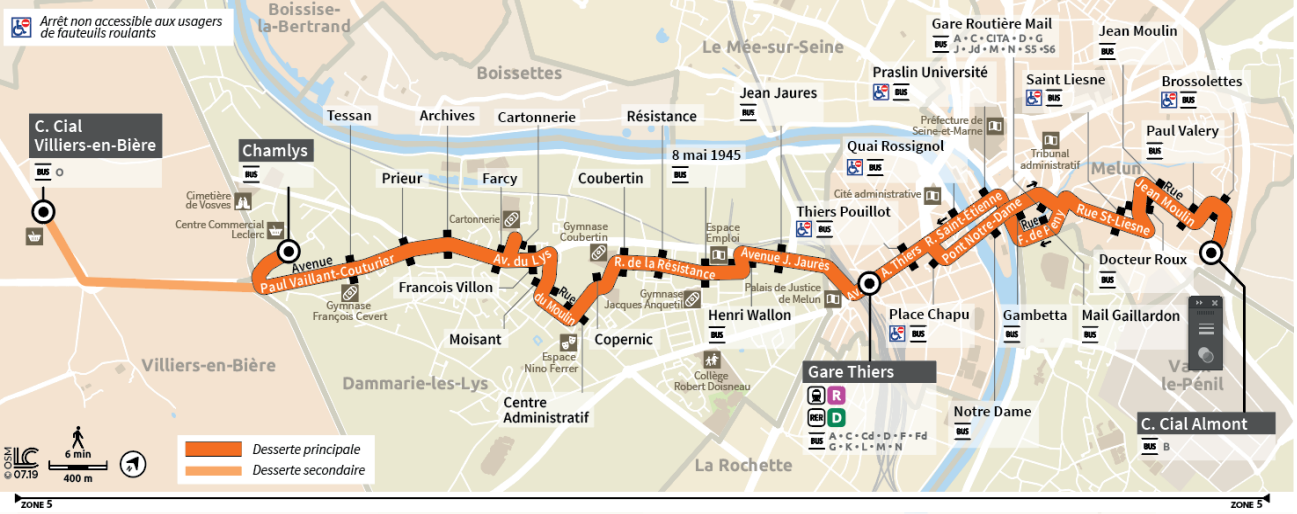 Arrêt non accessible aux usagers
de fauteuils roulants
Boissise-
la-Bertrand
Boissettes
Le Mée-sur-Seine
Gare Routière Mail
BUS A • C • CITA • D • G
J • Jd • M • N • S5 • S6
Jean Moulin
BUS
Praslin Université
BUS
Saint Liesne
BUS
Brossolettes
BUS
Jean Jaures
BUS
Tessan
Archives
Cartonnerie
Résistance
C. Cial
Villiers-en-Bière
BUS O
Chamlys
BUS
Préfecture de
Seine-et-Marne
Paul Valery
BUS
Tribunal
administratif
Melun
8 mai 1945
BUS
Quai Rossignol
BUS
Prieur
Farcy
Coubertin
Cité administrative
Cimetière
de Vosves
Centre Commercial
Leclerc
Cartonnerie
Gymnase
Coubertin
Espace
Emploi
Thiers Pouillot
BUS
Avenue
Paul Vaillant-Couturier
Av. du Lys
Rue
du Moulin
R. de la Résistance
Avenue J. Jaurès
Av.
A. Thiers
R. Saint-Etienne
Pont Notre-Dame
Rue
F. de Peny
Rue St-Liesne
Rue
Jean Moulin
Docteur Roux
BUS
Francois Villon
Gymnase
François Cevert
Gymnase
Jacques Anquetil
Palais de Justice
de Melun
Henri Wallon
BUS
Place Chapu
BUS
Gambetta
BUS
Mail Gaillardon
BUS
Moisant
Copernic
Espace
Nino Ferrer
Collège
Robert Doisneau
Villiers-en-Bière
Dammarie-les-Lys
le-Pénil
Gare Thiers
R
RER D
BUS A • C • Cd • D • F • Fd
G • K • L • M • N
Centre
Administratif
Notre Dame
BUS
C. Cial Almont
BUS B
La Rochette
© OSM
LC
07.19
6 min
400 m
Desserte principale
Desserte secondaire
ZONE 5
ZONE 5